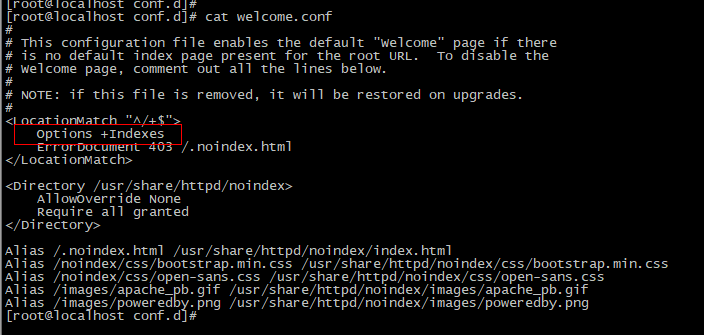 [root@localhost conf.d]#
[root@localhost conf.d]# cat welcome.conf
#
# This configuration file enables the default "Welcome" page if there
# is no default index page present for the root URL.  To disable the
# Welcome page, comment out all the lines below.
#
# NOTE: if this file is removed, it will be restored on upgrades.
#
<LocationMatch "^/+$">
    Options +Indexes
    ErrorDocument 403 /.noindex.html
</LocationMatch>

<Directory /usr/share/httpd/noindex>
    AllowOverride None
    Require all granted
</Directory>

Alias /.noindex.html /usr/share/httpd/noindex/index.html
Alias /noindex/css/bootstrap.min.css /usr/share/httpd/noindex/css/bootstrap.min.css
Alias /noindex/css/open-sans.css /usr/share/httpd/noindex/css/open-sans.css
Alias /images/apache_pb.gif /usr/share/httpd/noindex/images/apache_pb.gif
Alias /images/poweredby.png /usr/share/httpd/noindex/images/poweredby.png
[root@localhost conf.d]#